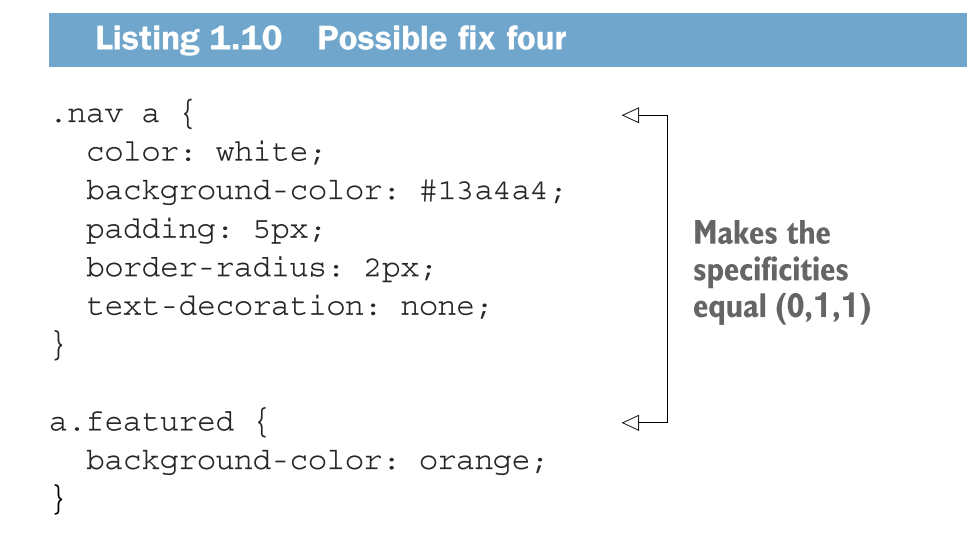 Listing 1.10 Possible fix four
.nav a {
  color: white;
  background-color: #13a4a4;
  padding: 5px;
  border-radius: 2px;
  text-decoration: none;
}
a.featured {
  background-color: orange;
}
Makes the
specificities
equal (0,1,1)